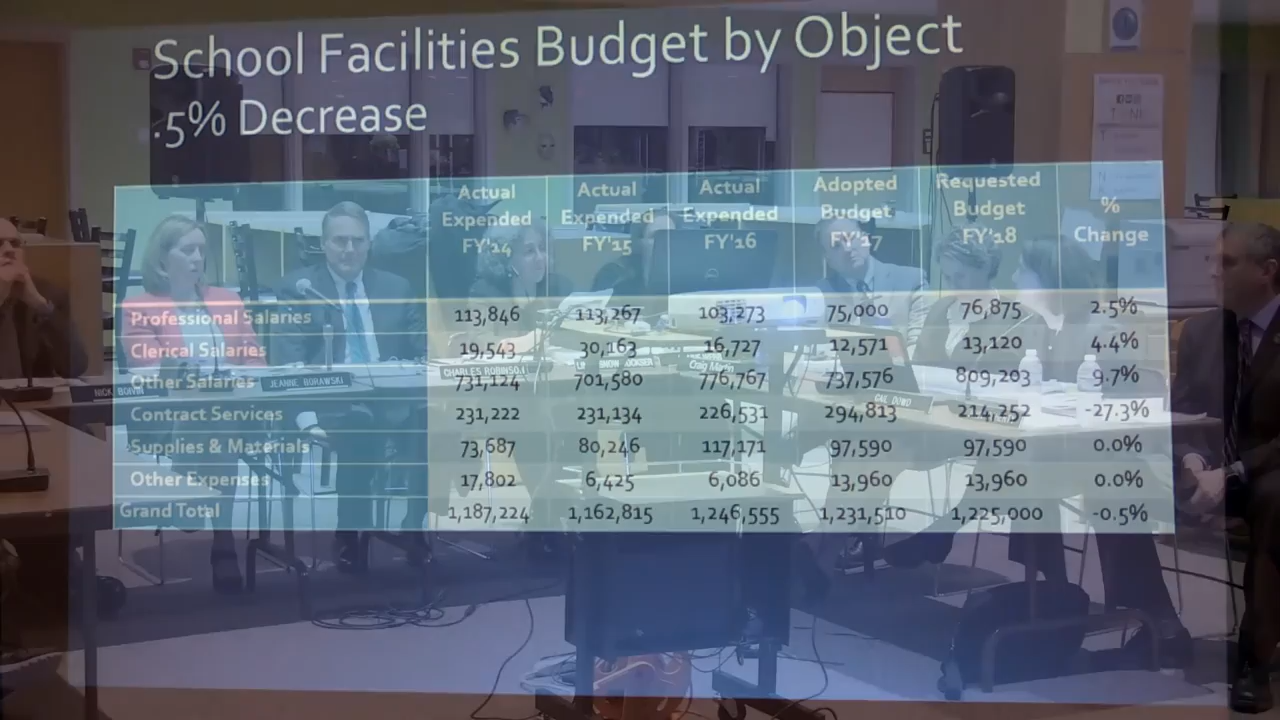 School Facilities Budget by Object
.5% Decrease
Actual Expended FY'14 Actual Expended FY'15 Actual Expended FY'16 Adopted Budget FY'17 Requested Budget FY'18 % Change
Professional Salaries 113,846 113,267 103,273 75,000 76,875 2.5%
Clerical Salaries 19,543 30,163 16,727 12,571 13,120 4.4%
Other Salaries 731,124 701,580 776,767 737,576 809,203 9.7%
Contract Services 231,222 231,134 226,531 294,813 214,252 -27.3%
Supplies & Materials 73,687 80,246 117,171 97,590 97,590 0.0%
Other Expenses 17,802 6,425 6,086 13,960 13,960 0.0%
Grand Total 1,187,224 1,162,815 1,246,555 1,231,510 1,225,000 -0.5%
NICK BOIVIN
JEANNE BORAWSKI
CHARLES ROBINSON
Craig Martin